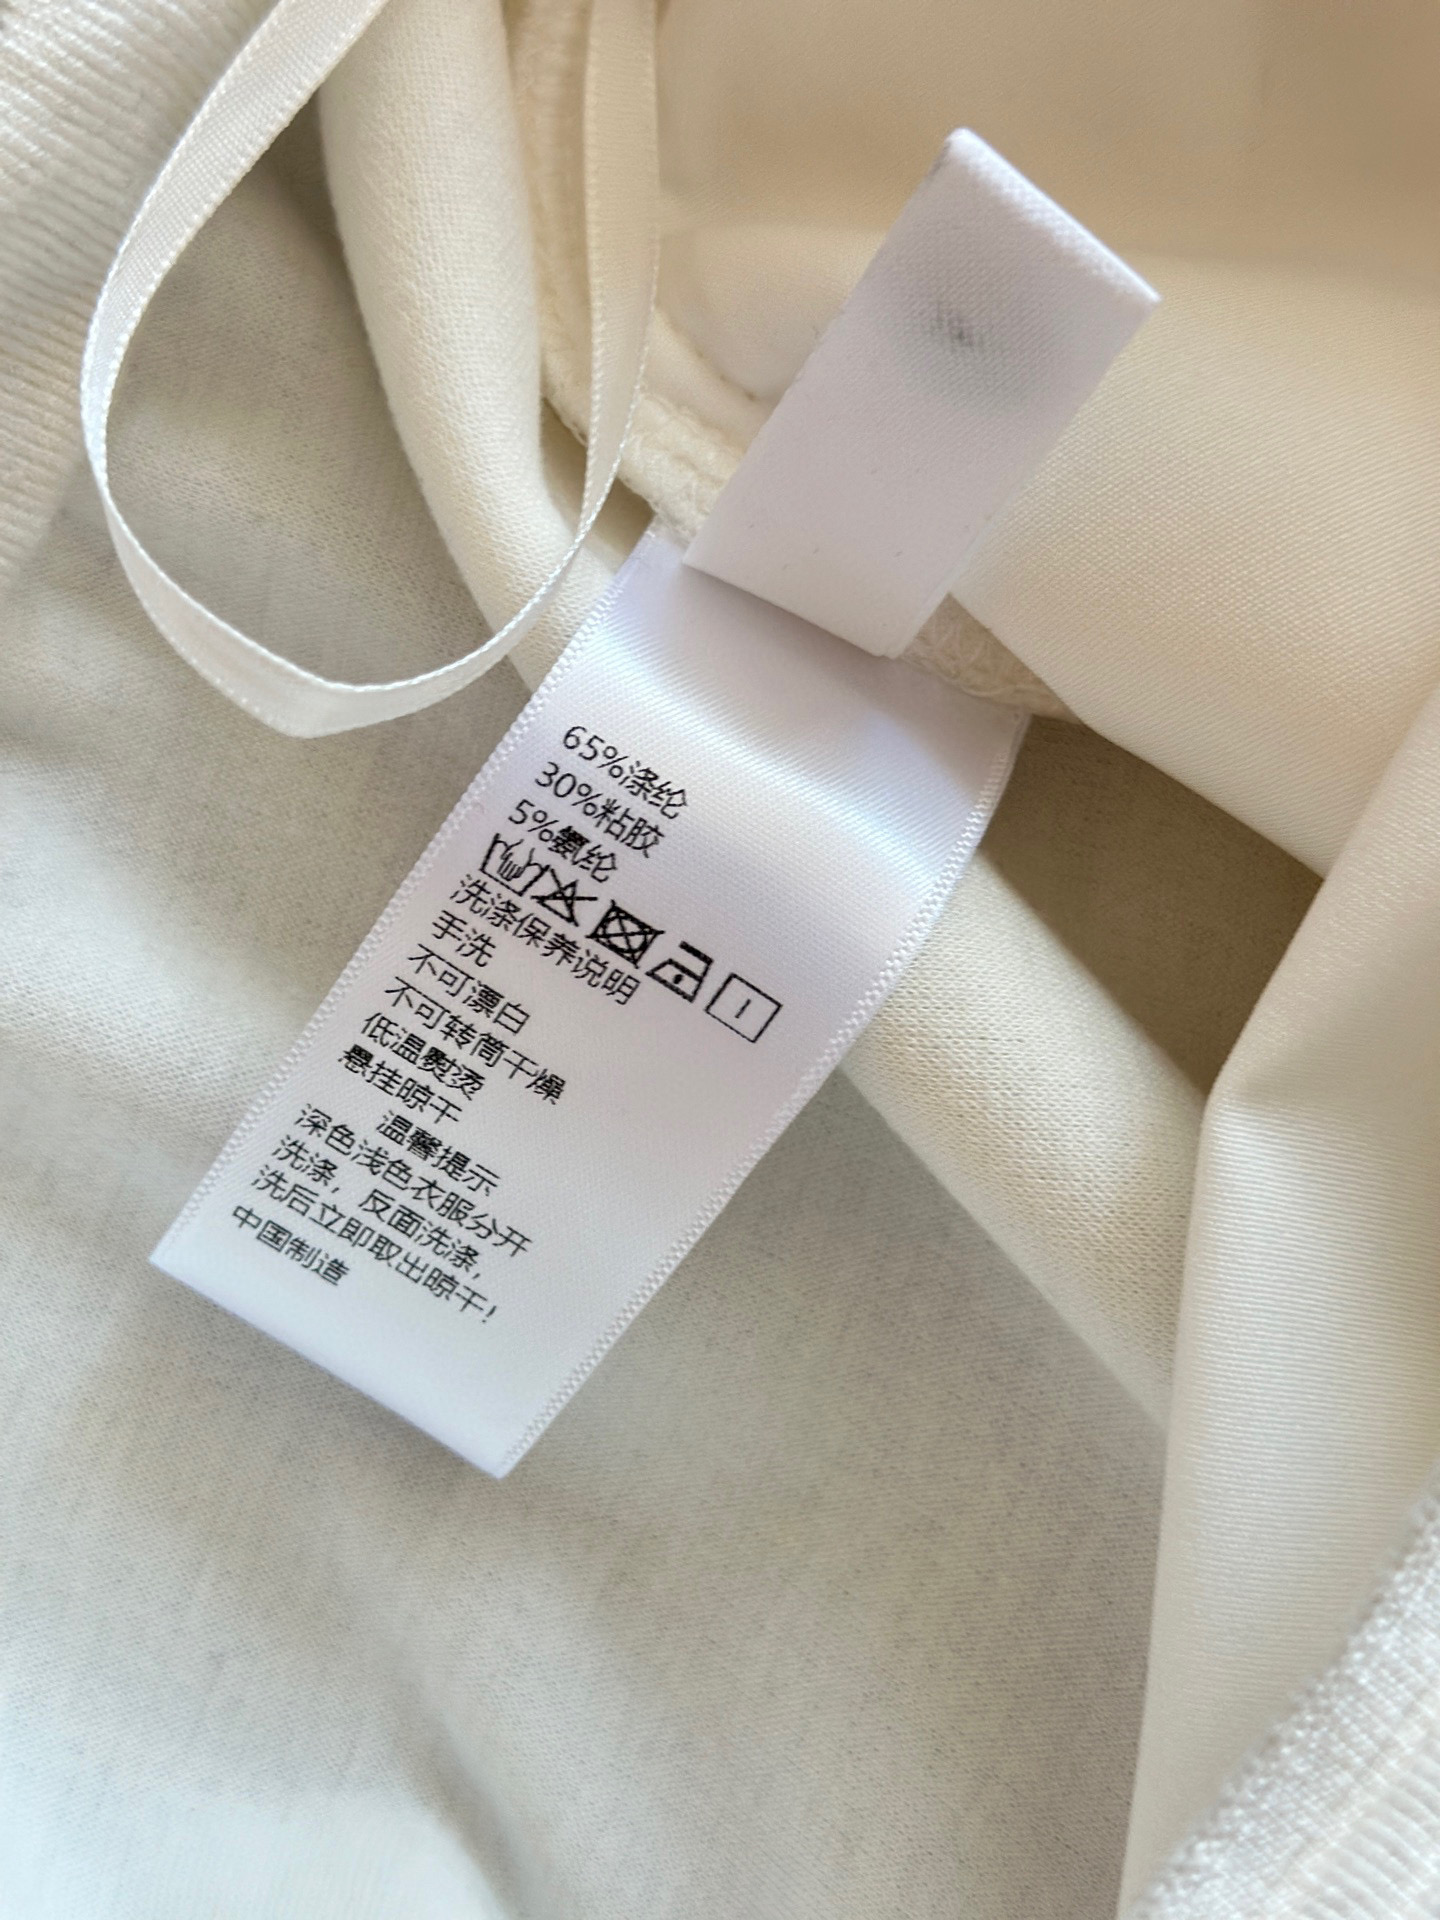 65%涤纶
30%粘胶
5%氨纶
洗涤保养说明
手洗
不可漂白
不可转筒干燥
低温熨烫
悬挂晾干
温馨提示
深色浅色衣服分开
洗涤，反面洗涤，
洗后立即取出晾干！
中国制造